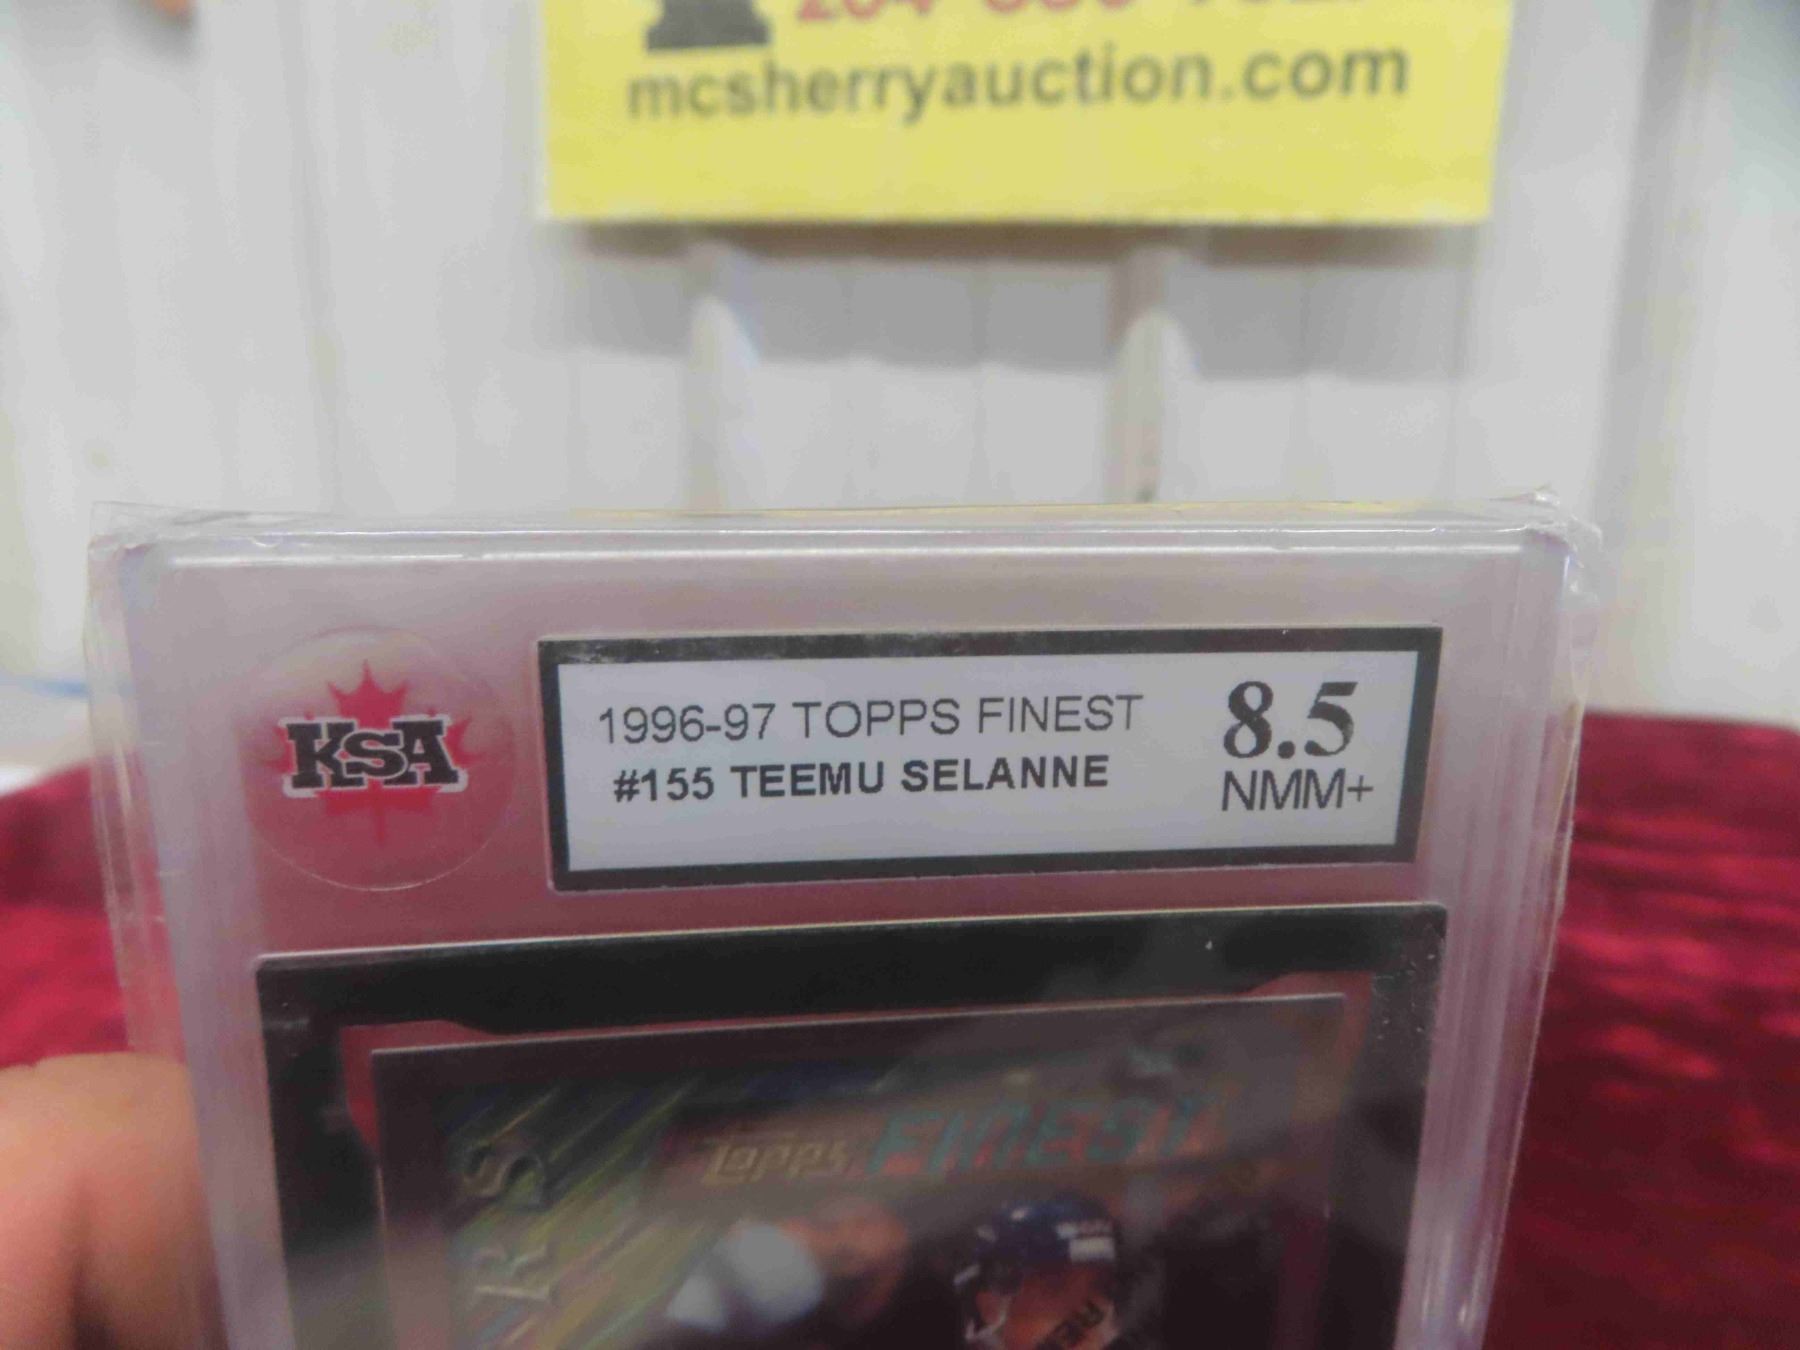 mcsherryauction.com
KSA
1996-97 TOPPS FINEST
8.5
#155 TEEMU SELANNE
NMM+
Topps FINEST